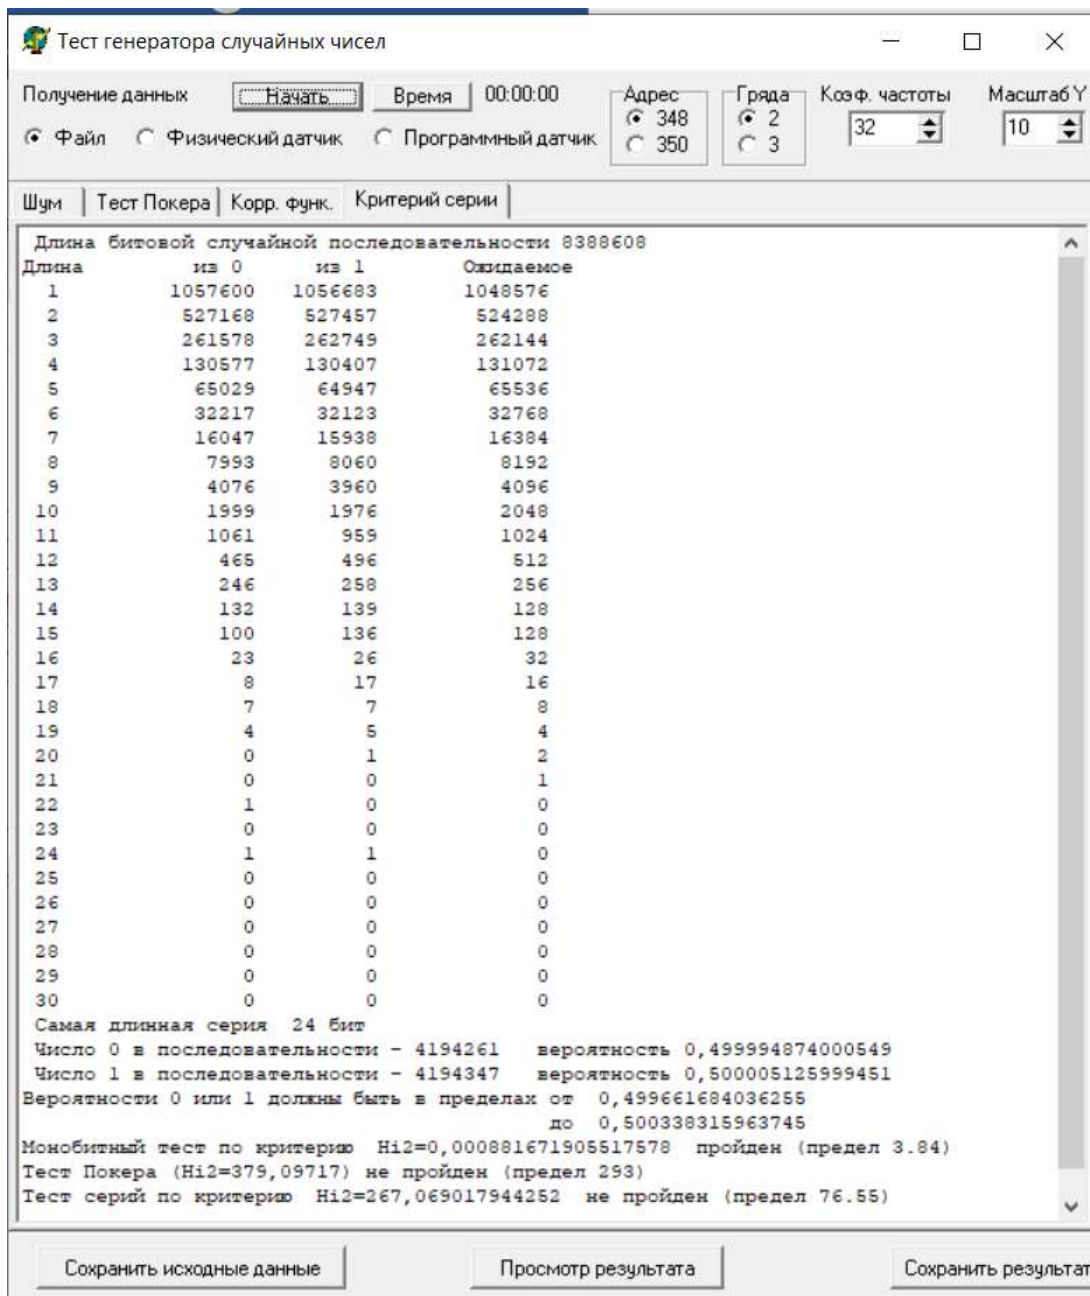 Тест генератора случайных чисел
Получение данных Начать Время 00:00:00 Адрес Гряда Коэф. частоты Масштаб Y
Файл Физический датчик Программный датчик 348 2 32 10
350 3
Шум Тест Покера Корр. функ. Критерий серии
Длина битовой случайной последовательности 8388608
Длина из 0 из 1 Ожидаемое
1 1057600 1056683 1048576
2 527168 527457 524288
3 261578 262749 262144
4 130577 130407 131072
5 65029 64947 65536
6 32217 32123 32768
7 16047 15938 16384
8 7993 8060 8192
9 4076 3960 4096
10 1999 1976 2048
11 1061 959 1024
12 465 496 512
13 246 258 256
14 132 139 128
15 100 136 128
16 23 26 32
17 8 17 16
18 7 7 8
19 4 5 4
20 0 1 2
21 0 0 1
22 1 0 0
23 0 0 0
24 1 1 0
25 0 0 0
26 0 0 0
27 0 0 0
28 0 0 0
29 0 0 0
30 0 0 0
Самая длинная серия 24 бит
Число 0 в последовательности - 4194261 вероятность 0,499994874000549
Число 1 в последовательности - 4194347 вероятность 0,500005125999451
Вероятности 0 или 1 должны быть в пределах от 0,499661684036255
до 0,500338315963745
Монобитный тест по критерию Hi2=0,000881671905517578 пройден (предел 3.84)
Тест Покера (Hi2=379,09717) не пройден (предел 293)
Тест серий по критерию Hi2=267,069017944252 не пройден (предел 76.55)
Сохранить исходные данные Просмотр результата Сохранить результат